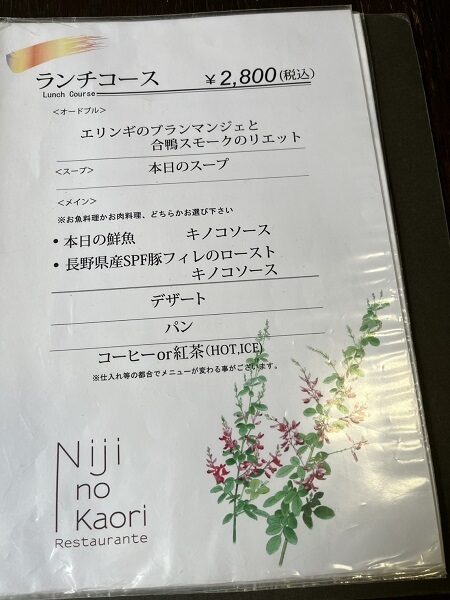 ランチコース ￥2,800(税込)
Lunch Course
＜オードブル＞
エリンギのブランマンジェと
合鴨スモークのリエット
＜スープ＞ 本日のスープ
＜メイン＞
※お魚料理かお肉料理、どちらかお選び下さい
・本日の鮮魚 キノコソース
・長野県産SPF豚フィレのロースト
キノコソース
デザート
パン
コーヒーor紅茶(HOT,ICE)
※仕入れ等の都合でメニューが変わる事がございます。
Niji
no
Kaori
Restaurante